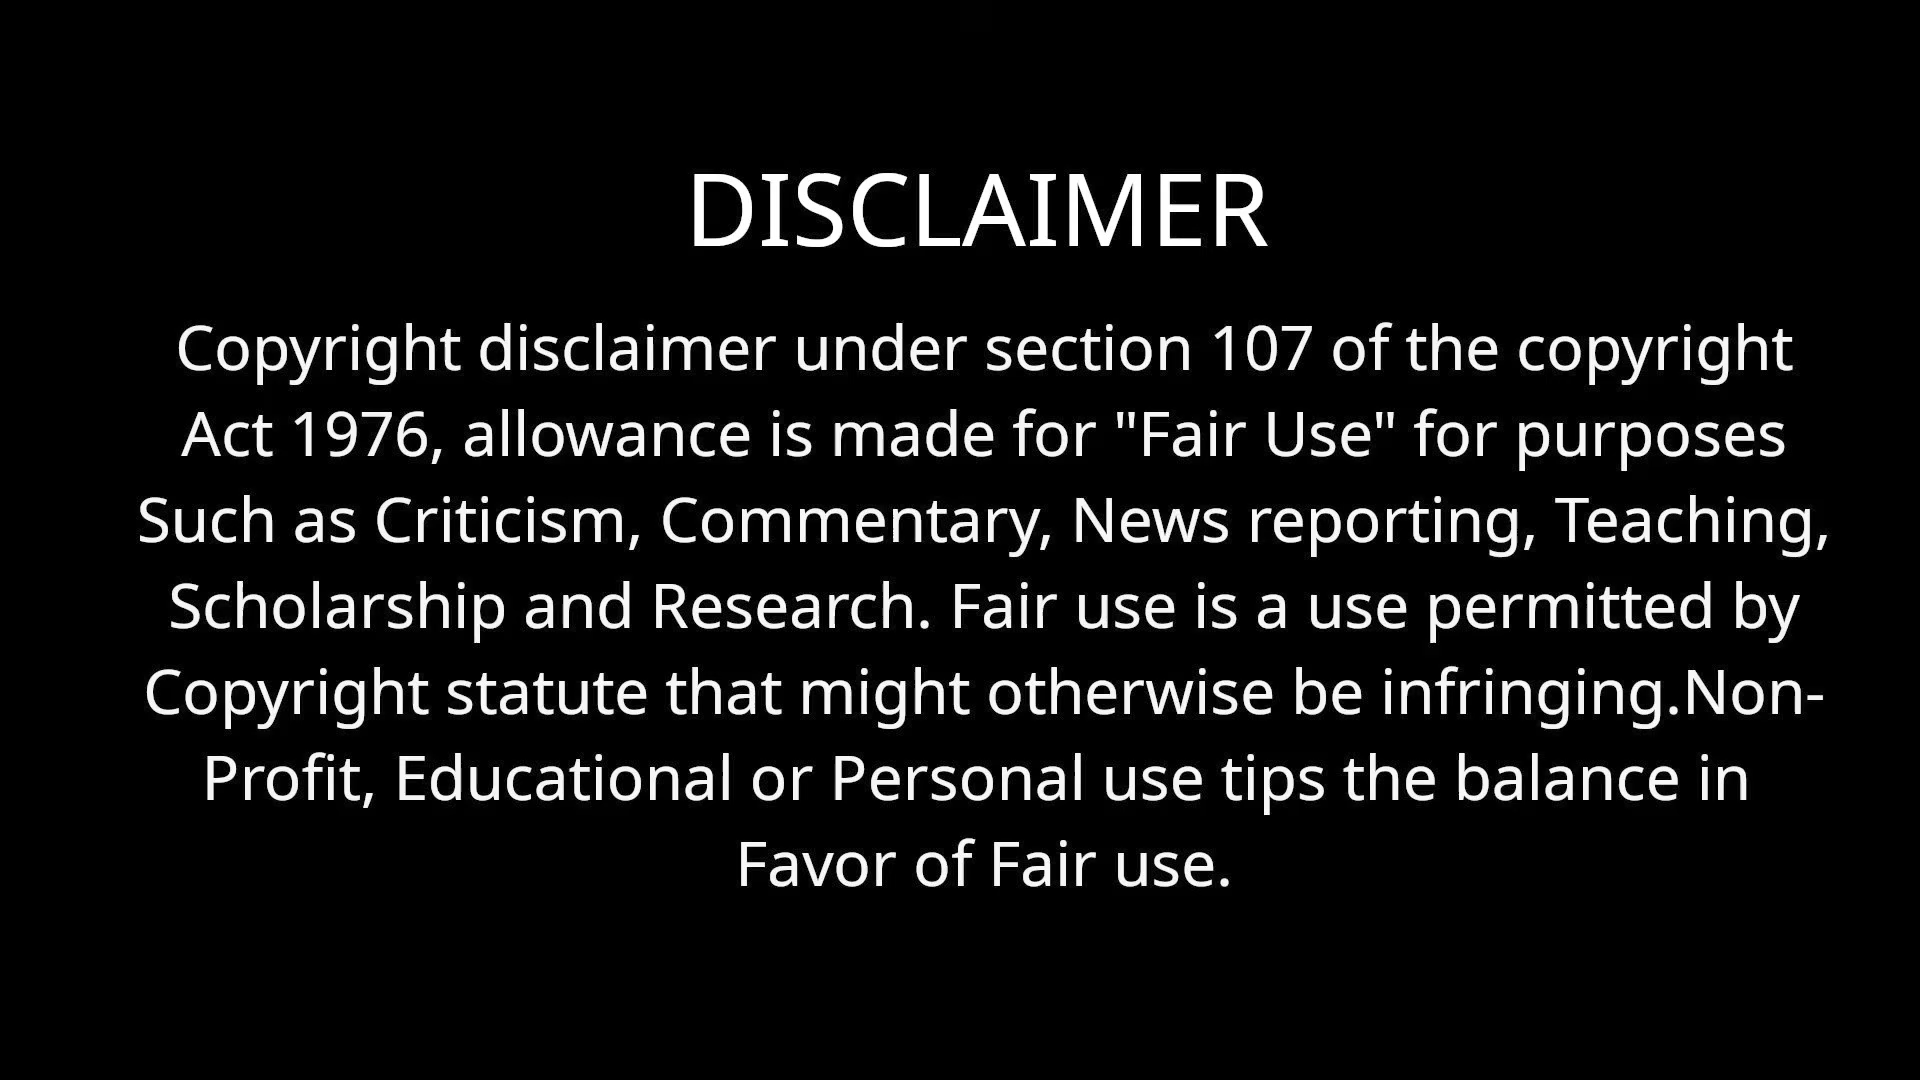 DISCLAIMER
Copyright disclaimer under section 107 of the copyright
Act 1976, allowance is made for "Fair Use" for purposes
Such as Criticism, Commentary, News reporting, Teaching,
Scholarship and Research. Fair use is a use permitted by
Copyright statute that might otherwise be infringing.Non-
Profit, Educational or Personal use tips the balance in
Favor of Fair use.